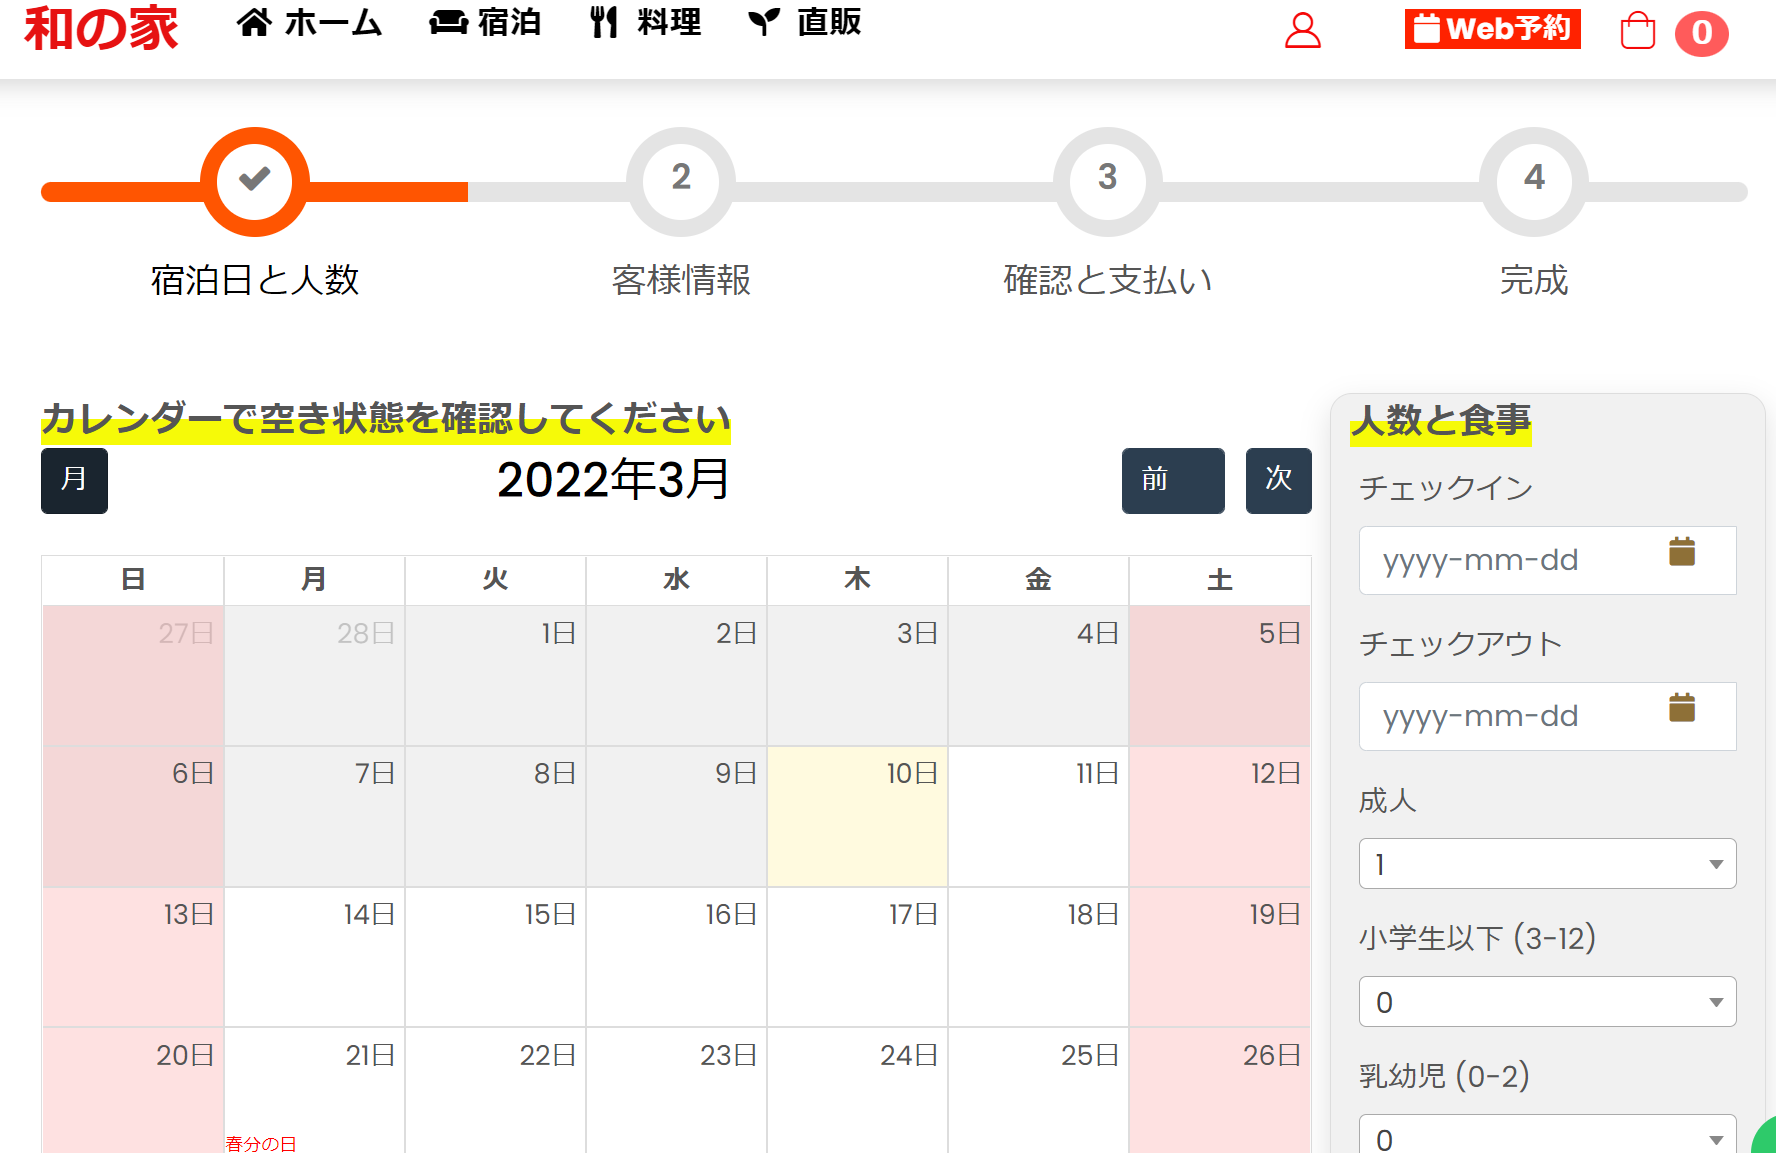 和の家 ホーム 宿泊 料理 直販 Web予約 0
2 3 4
宿泊日と人数 客様情報 確認と支払い 完成
カレンダーで空き状態を確認してください
月 2022年3月 前 次
日 月 火 水 木 金 土
27日 28日 1日 2日 3日 4日 5日
6日 7日 8日 9日 10日 11日 12日
13日 14日 15日 16日 17日 18日 19日
20日 21日 22日 23日 24日 25日 26日
春分の日
人数と食事
チェックイン
yyyy-mm-dd
チェックアウト
yyyy-mm-dd
成人
1
小学生以下 (3-12)
0
乳幼児 (0-2)
0